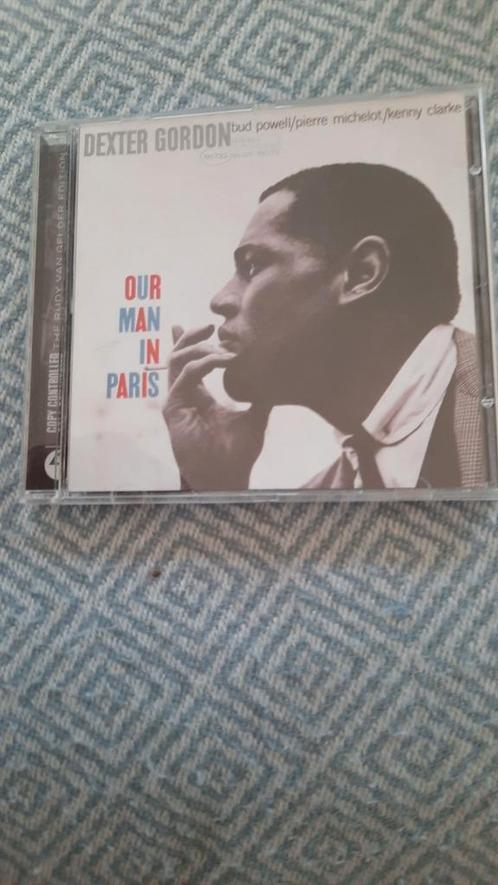 DEXTER GORDON
bud powell/pierre michelot/kenny clarke
OUR
MAN
IN
PARIS
COPY CONTROLLED THE RUDY VAN GELDER EDITION